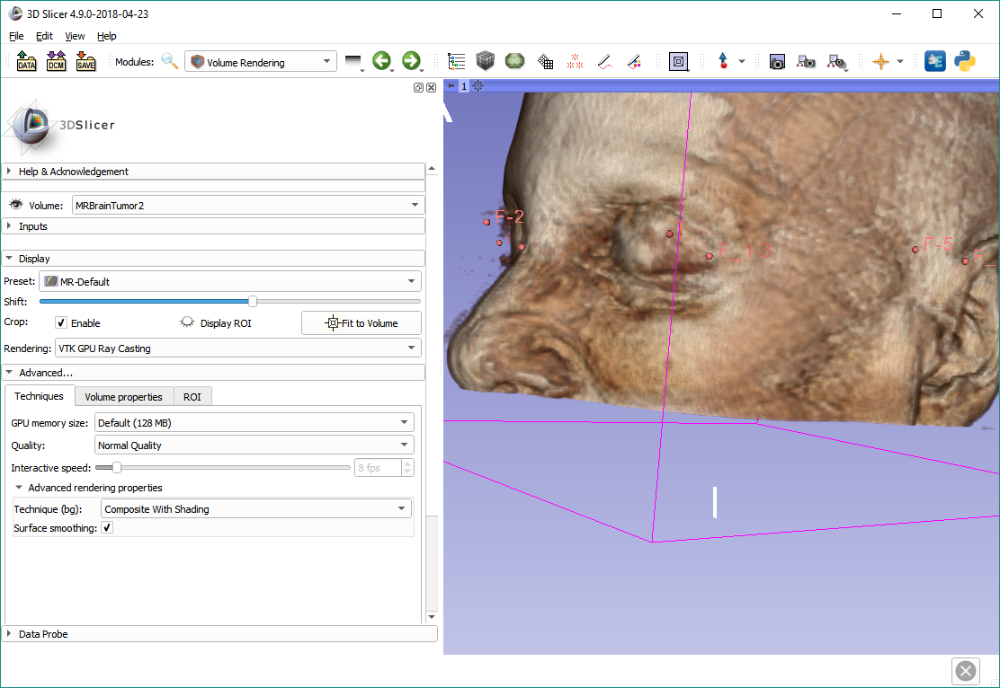 3D Slicer 4.9.0-2018-04-23
File Edit View Help
DATA DCM SAVE Modules: Volume Rendering
1
3DSlicer
Help & Acknowledgement
Volume: MRBrainTumor2
Inputs
Display
Preset: MR-Default
Shift:
Crop: Enable Display ROI Fit to Volume
Rendering: VTK GPU Ray Casting
Advanced...
Techniques Volume properties ROI
GPU memory size: Default (128 MB)
Quality: Normal Quality
Interactive speed: 8 fps
Advanced rendering properties
Technique (bg): Composite With Shading
Surface smoothing:
Data Probe
F-2
F-5
I